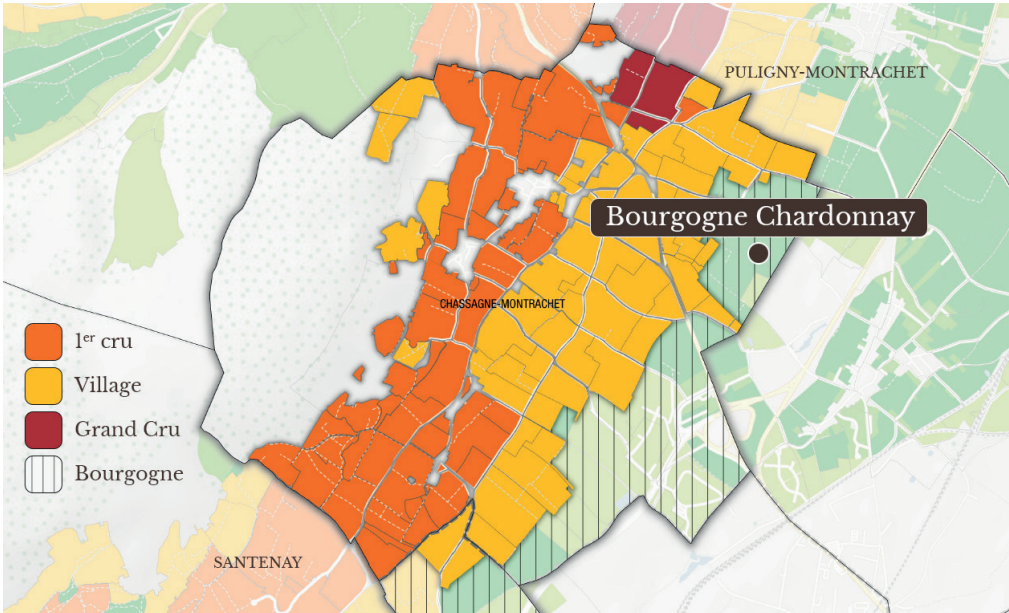 PULIGNY-MONTRACHET
Bourgogne Chardonnay
CHASSAGNE-MONTRACHET
1er cru
Village
Grand Cru
Bourgogne
SANTENAY